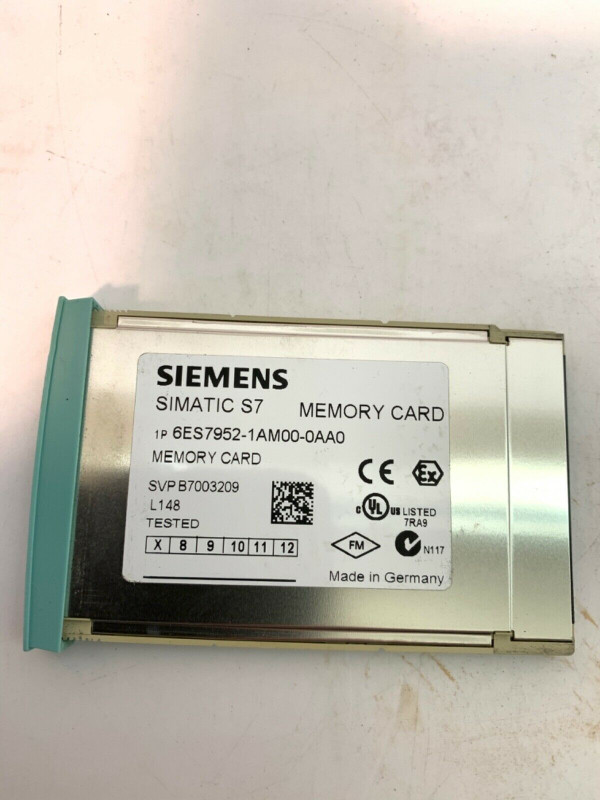 SIEMENS
SIMATIC S7 MEMORY CARD
1P 6ES7952-1AM00-0AA0
MEMORY CARD
CE Ex
SVP B7003209
L148
TESTED
C UL US LISTED
7RA9
X 8 9 10 11 12
FM N117
Made in Germany